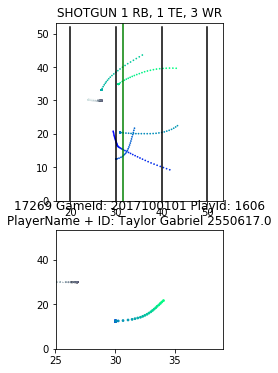 SHOTGUN 1 RB, 1 TE, 3 WR
50
40
30
20
10
0
20 30 40 50
17269 GameId: 2017100101 PlayId: 1606
PlayerName + ID: Taylor Gabriel 2550617.0
40
20
0
25 30 35